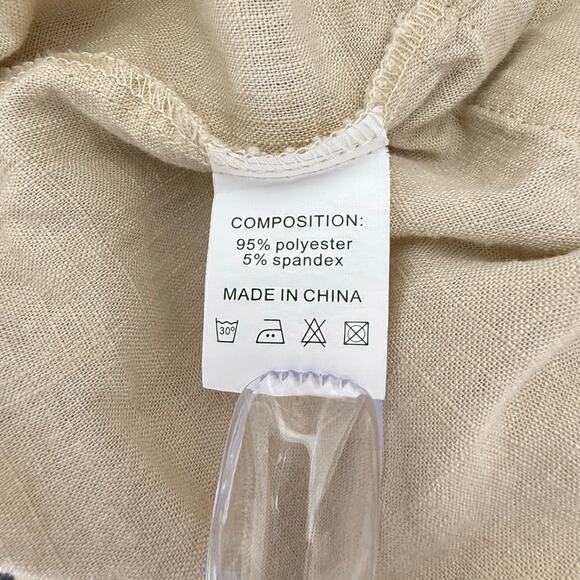 COMPOSITION:
95% polyester
5% spandex
MADE IN CHINA
30°